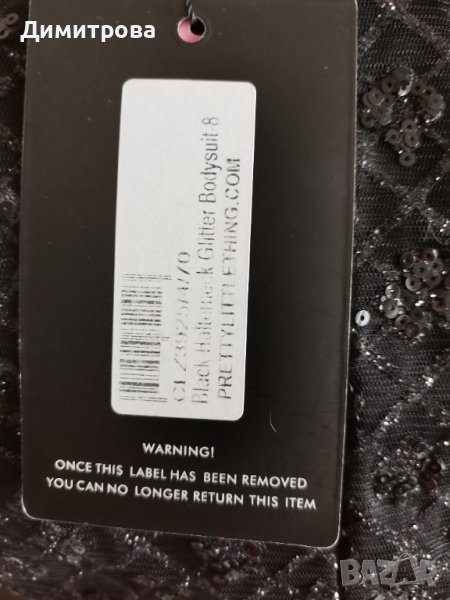 Димитрова
Black Halterneck Glitter Bodysuit-8
PRETTYLITTLETHING.COM
WARNING!
ONCE THIS LABEL HAS BEEN REMOVED
YOU CAN NO LONGER RETURN THIS ITEM
BAZAR